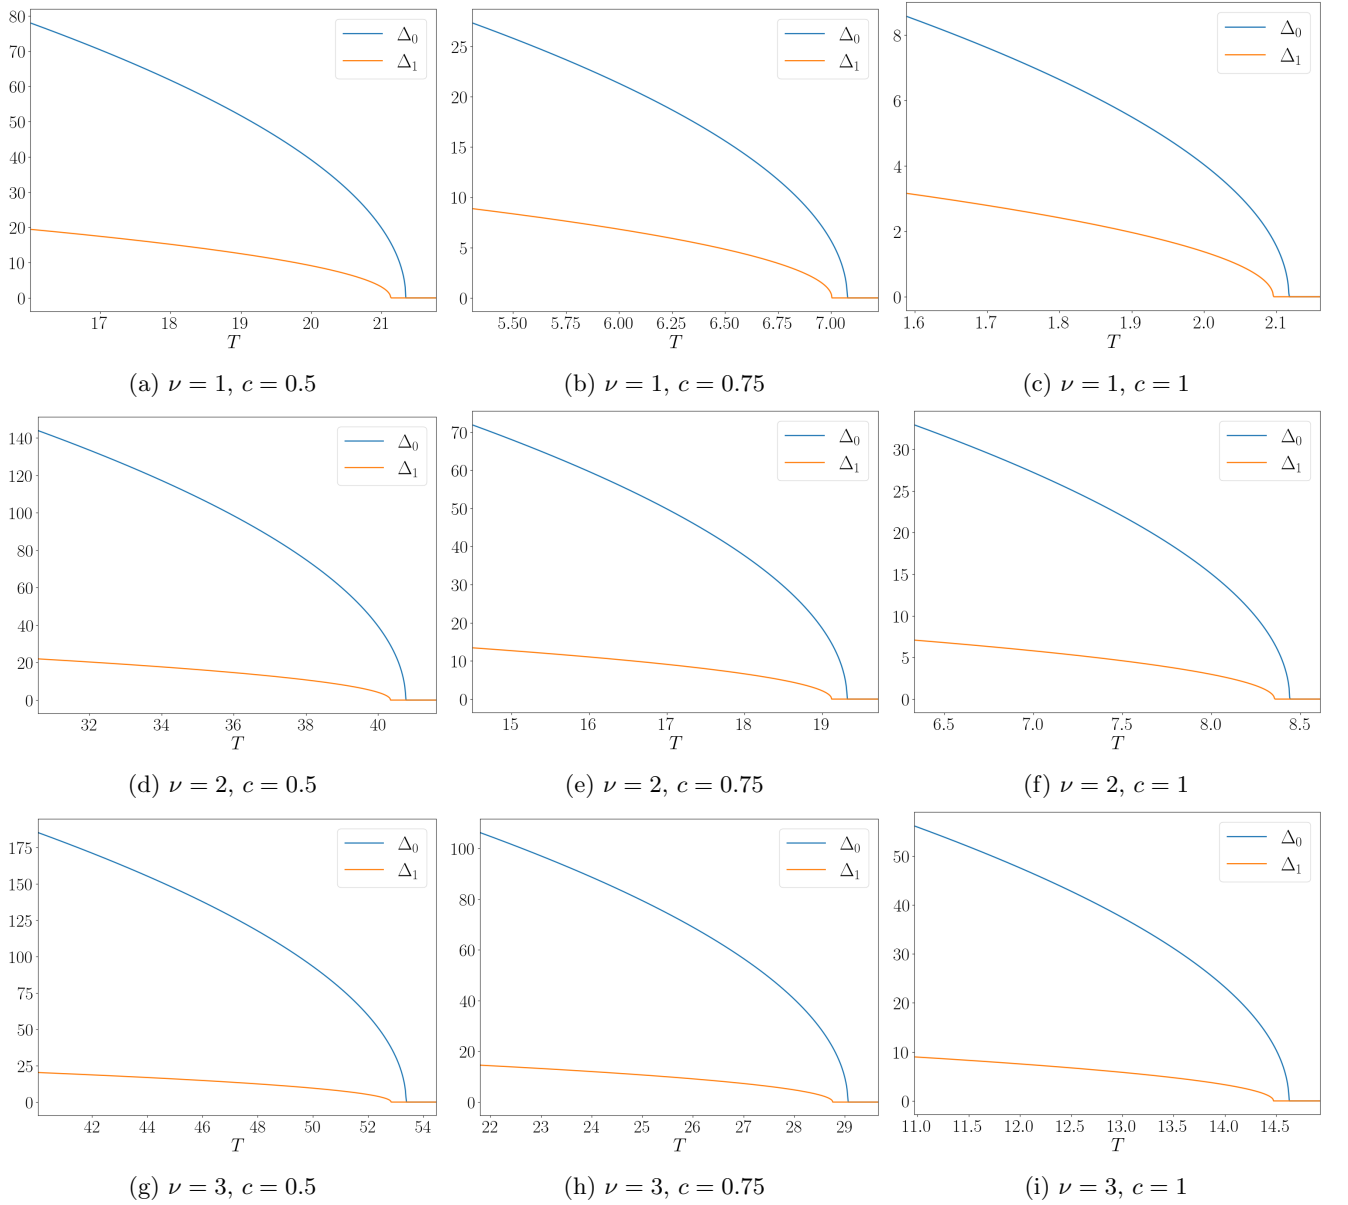 80
70
60
50
40
30
20
10
0
Δ₀
Δ₁
17 18 19 20 21
T
(a) ν = 1, c = 0.5
25
20
15
10
5
0
Δ₀
Δ₁
5.50 5.75 6.00 6.25 6.50 6.75 7.00
T
(b) ν = 1, c = 0.75
8
6
4
2
0
Δ₀
Δ₁
1.6 1.7 1.8 1.9 2.0 2.1
T
(c) ν = 1, c = 1
140
120
100
80
60
40
20
0
Δ₀
Δ₁
32 34 36 38 40
T
(d) ν = 2, c = 0.5
70
60
50
40
30
20
10
0
Δ₀
Δ₁
15 16 17 18 19
T
(e) ν = 2, c = 0.75
30
25
20
15
10
5
0
Δ₀
Δ₁
6.5 7.0 7.5 8.0 8.5
T
(f) ν = 2, c = 1
175
150
125
100
75
50
25
0
Δ₀
Δ₁
42 44 46 48 50 52 54
T
(g) ν = 3, c = 0.5
100
80
60
40
20
0
Δ₀
Δ₁
22 23 24 25 26 27 28 29
T
(h) ν = 3, c = 0.75
50
40
30
20
10
0
Δ₀
Δ₁
11.0 11.5 12.0 12.5 13.0 13.5 14.0 14.5
T
(i) ν = 3, c = 1